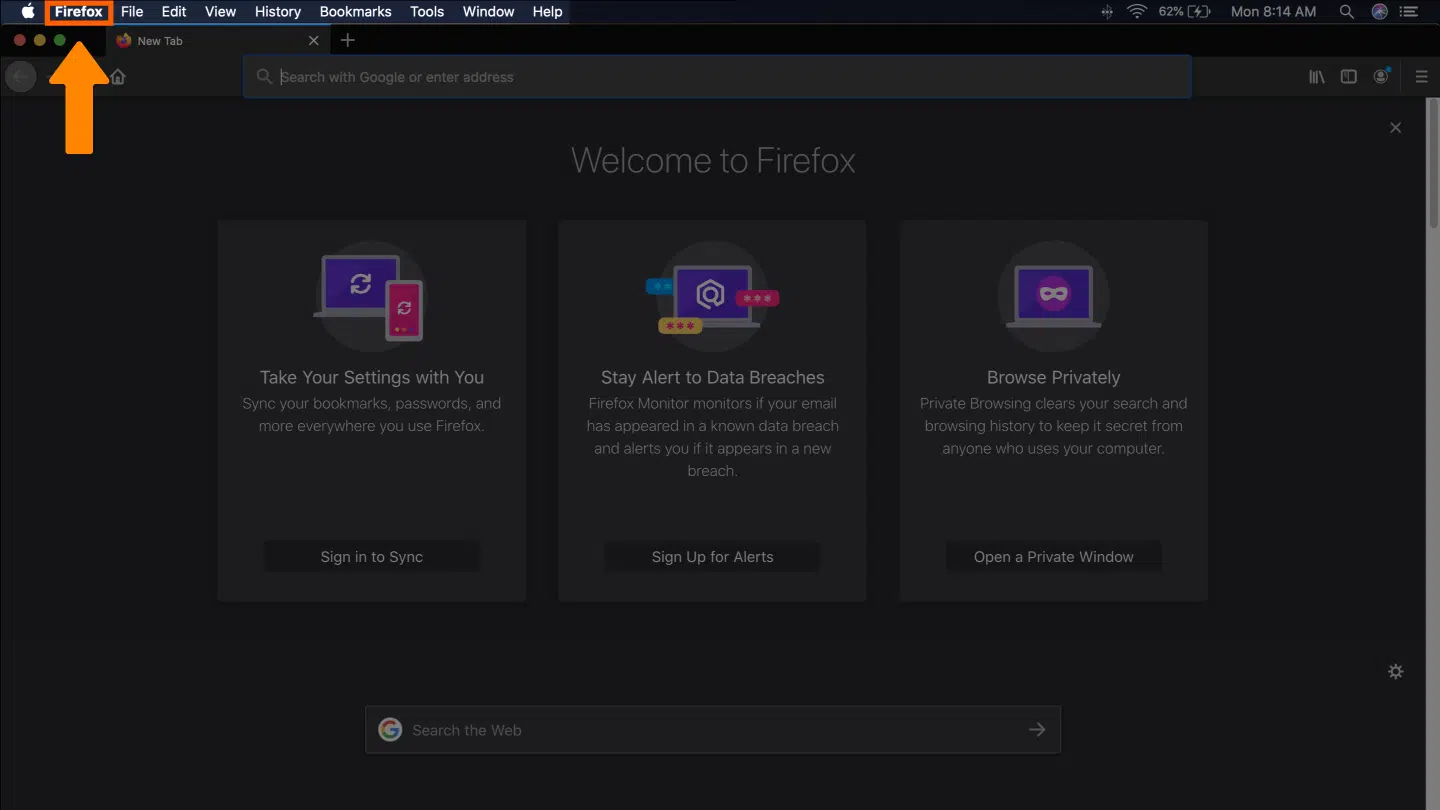 Firefox File Edit View History Bookmarks Tools Window Help 62% Mon 8:14 AM
New Tab
Search with Google or enter address
Welcome to Firefox
Take Your Settings with You
Sync your bookmarks, passwords, and
more everywhere you use Firefox.
Sign in to Sync
Stay Alert to Data Breaches
Firefox Monitor monitors if your email
has appeared in a known data breach
and alerts you if it appears in a new
breach.
Sign Up for Alerts
Browse Privately
Private Browsing clears your search and
browsing history to keep it secret from
anyone who uses your computer.
Open a Private Window
Search the Web